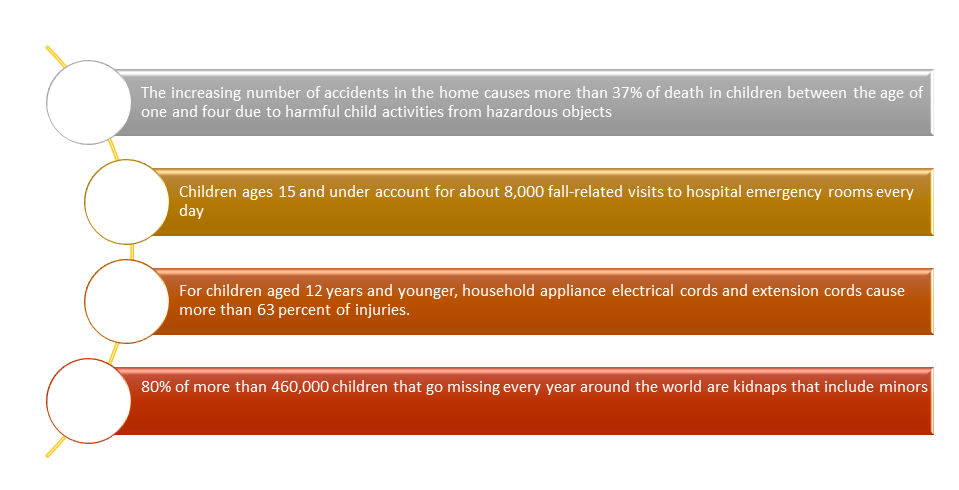 The increasing number of accidents in the home causes more than 37% of death in children between the age of
one and four due to harmful child activities from hazardous objects
Children ages 15 and under account for about 8,000 fall-related visits to hospital emergency rooms every
day
For children aged 12 years and younger, household appliance electrical cords and extension cords cause
more than 63 percent of injuries.
80% of more than 460,000 children that go missing every year around the world are kidnaps that include minors